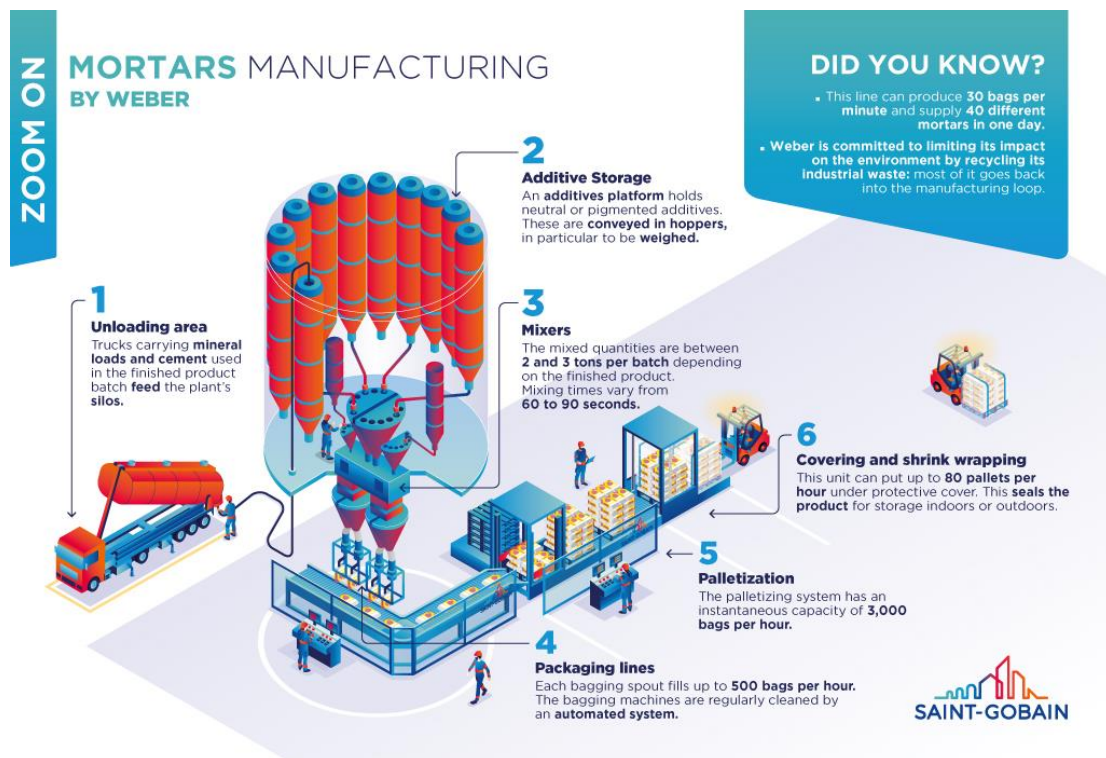 ZOOM ON
MORTARS MANUFACTURING
BY WEBER
DID YOU KNOW?
▪ This line can produce 30 bags per
minute and supply 40 different
mortars in one day.
▪ Weber is committed to limiting its impact
on the environment by recycling its
industrial waste: most of it goes back
into the manufacturing loop.
1
Unloading area
Trucks carrying mineral
loads and cement used
in the finished product
batch feed the plant's
silos.
2
Additive Storage
An additives platform holds
neutral or pigmented additives.
These are conveyed in hoppers,
in particular to be weighed.
3
Mixers
The mixed quantities are between
2 and 3 tons per batch depending
on the finished product.
Mixing times vary from
60 to 90 seconds.
4
Packaging lines
Each bagging spout fills up to 500 bags per hour.
The bagging machines are regularly cleaned by
an automated system.
5
Palletization
The palletizing system has an
instantaneous capacity of 3,000
bags per hour.
6
Covering and shrink wrapping
This unit can put up to 80 pallets per
hour under protective cover. This seals the
product for storage indoors or outdoors.
SAINT-GOBAIN